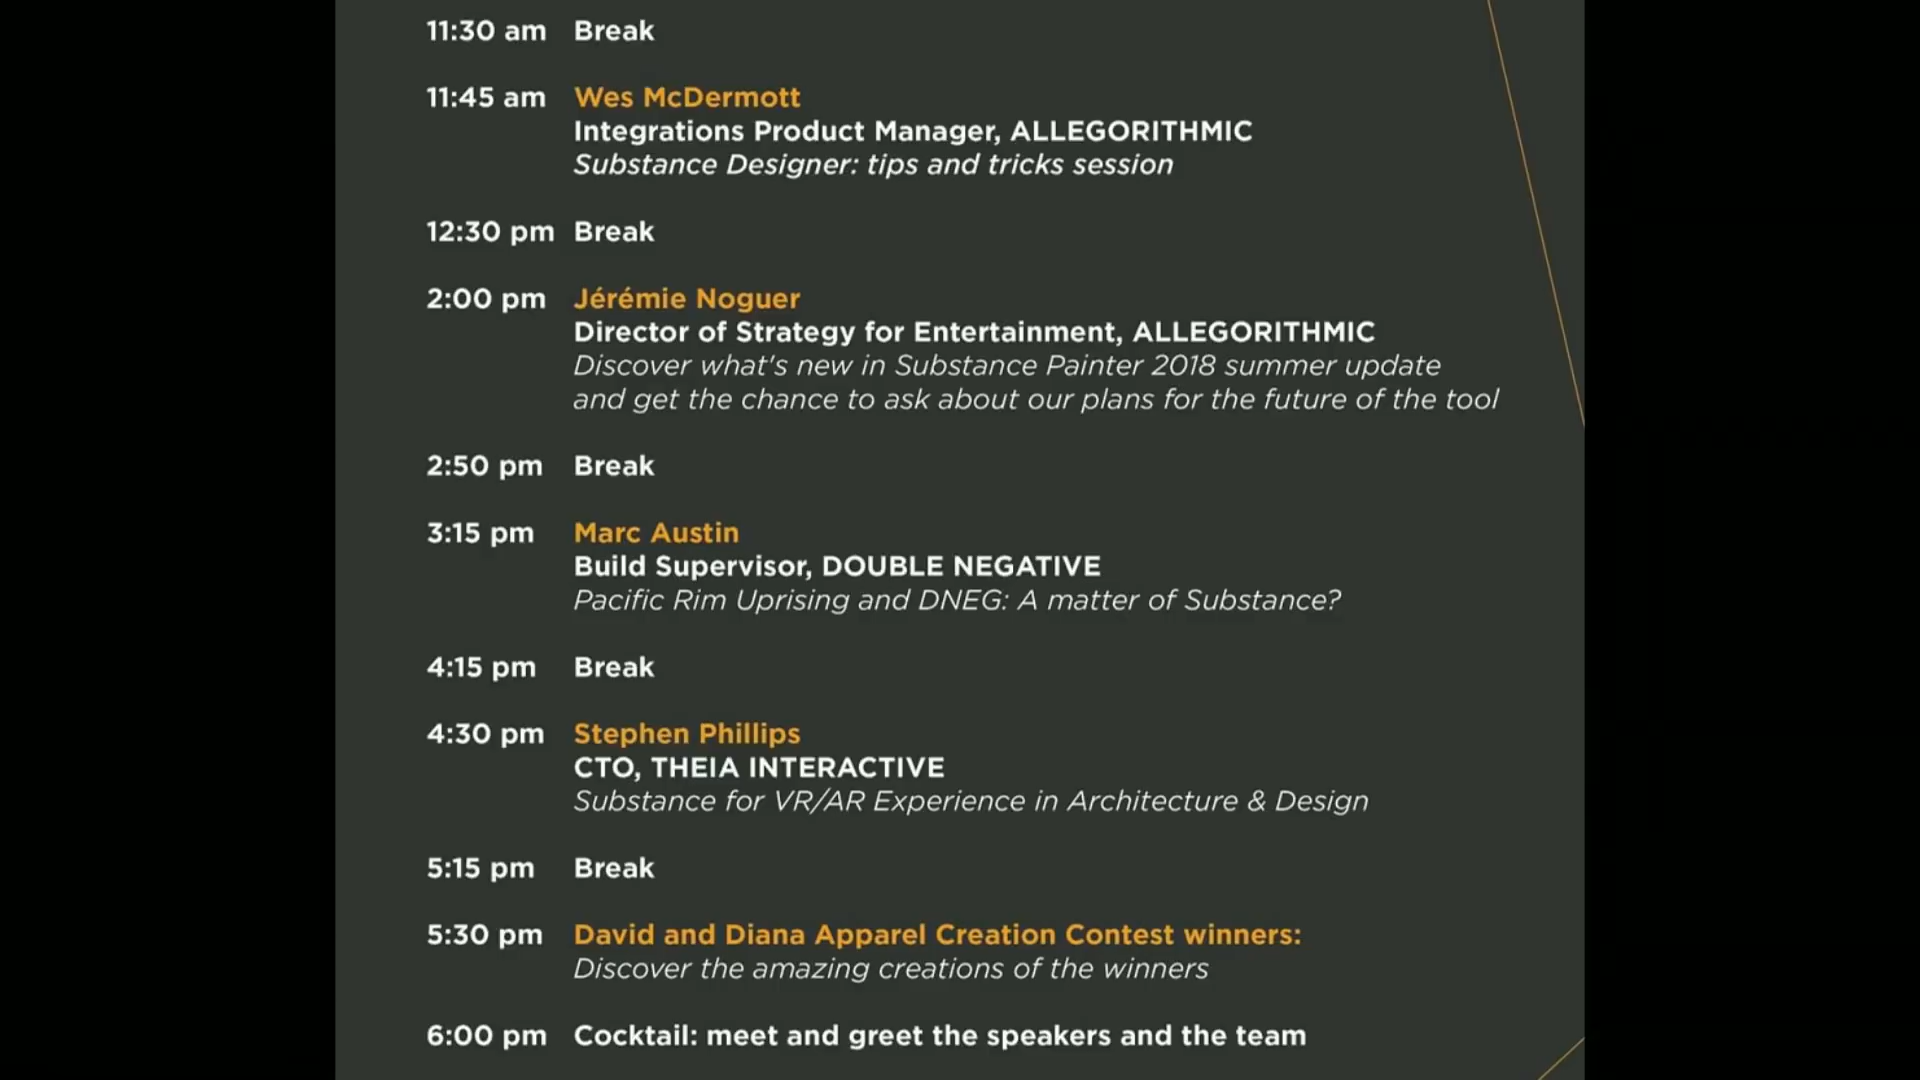 11:30 am Break
11:45 am Wes McDermott
Integrations Product Manager, ALLEGORITHMIC
Substance Designer: tips and tricks session
12:30 pm Break
2:00 pm Jérémie Noguer
Director of Strategy for Entertainment, ALLEGORITHMIC
Discover what's new in Substance Painter 2018 summer update
and get the chance to ask about our plans for the future of the tool
2:50 pm Break
3:15 pm Marc Austin
Build Supervisor, DOUBLE NEGATIVE
Pacific Rim Uprising and DNEG: A matter of Substance?
4:15 pm Break
4:30 pm Stephen Phillips
CTO, THEIA INTERACTIVE
Substance for VR/AR Experience in Architecture & Design
5:15 pm Break
5:30 pm David and Diana Apparel Creation Contest winners:
Discover the amazing creations of the winners
6:00 pm Cocktail: meet and greet the speakers and the team